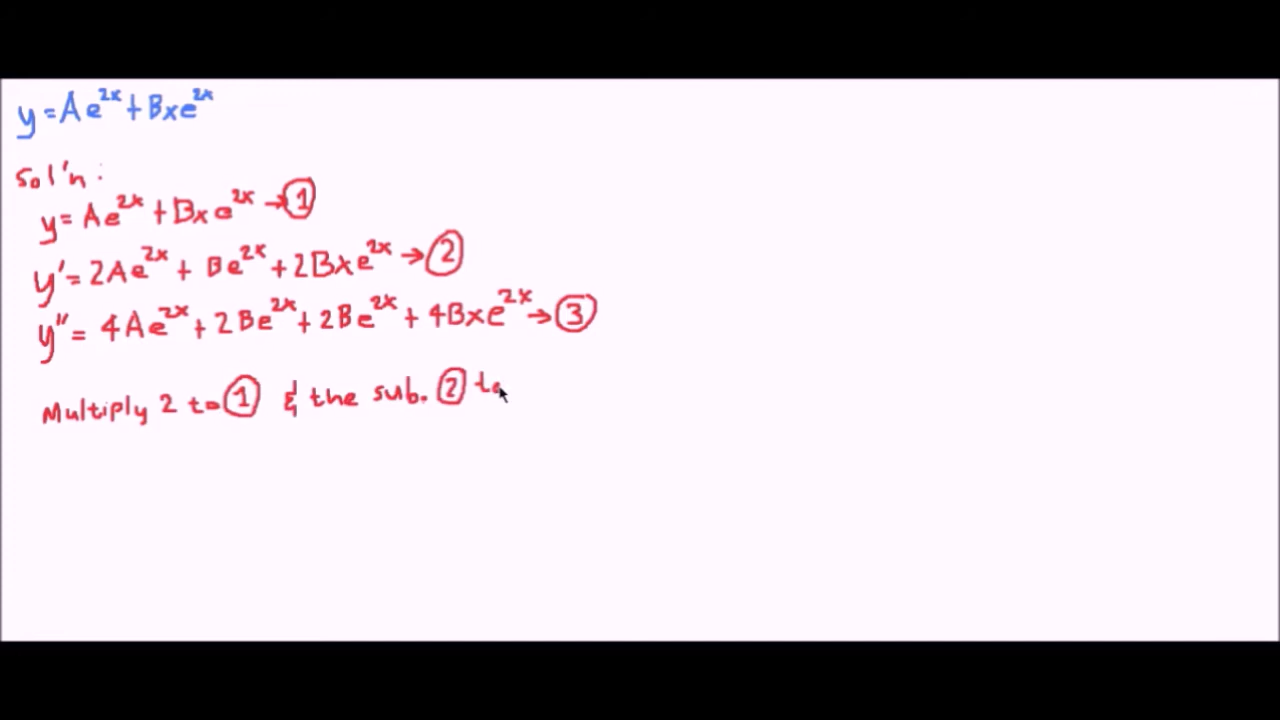 y = Ae^{2x} + Bxe^{2x}
Sol'n :
y = Ae^{2x} + Bxe^{2x} → ①
y' = 2Ae^{2x} + Be^{2x} + 2Bxe^{2x} → ②
y'' = 4Ae^{2x} + 2Be^{2x} + 2Be^{2x} + 4Bxe^{2x} → ③
Multiply 2 to ① & the sub. ② to